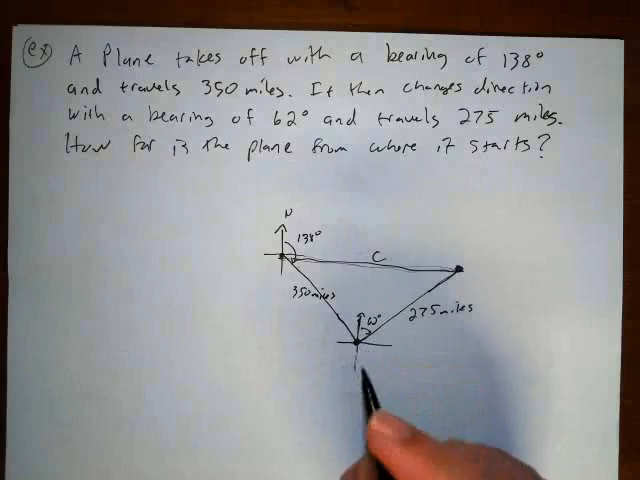 ex) A Plane takes off with a bearing of 138°
and travels 350 miles. It then changes direction
with a bearing of 62° and travels 275 miles.
How far is the plane from where it starts?
N
138°
C
350 miles
62°
275 miles